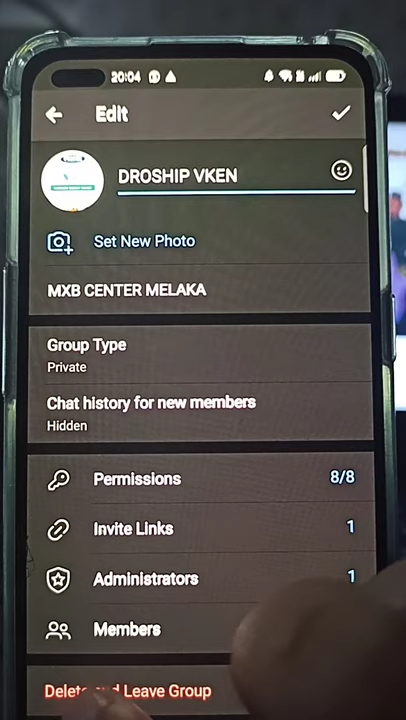 20:04
Edit
DROSHIP VKEN
Set New Photo
MXB CENTER MELAKA
Group Type
Private
Chat history for new members
Hidden
Permissions 8/8
Invite Links 1
Administrators 1
Members
Delete and Leave Group